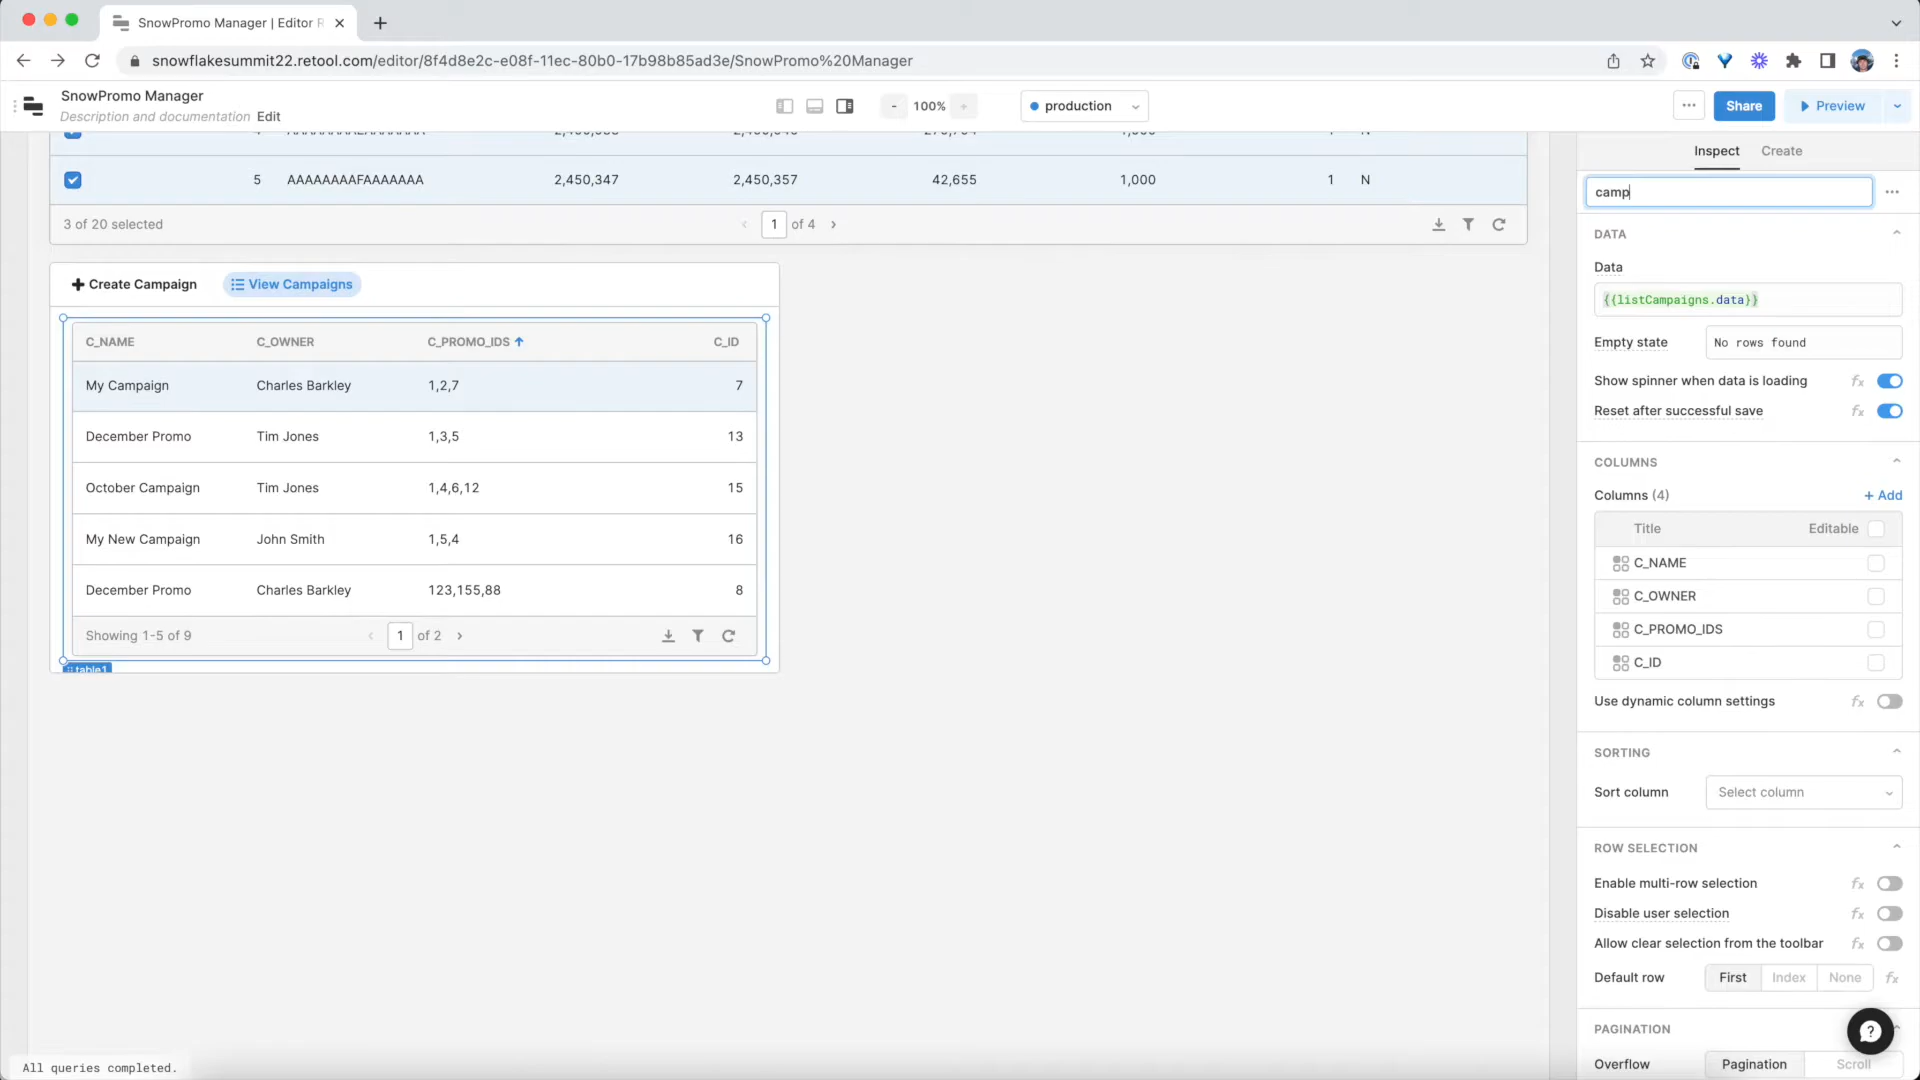 SnowPromo Manager | Editor R
snowflakesummit22.retool.com/editor/8f4d8e2c-e08f-11ec-80b0-17b98b85ad3e/SnowPromo%20Manager
SnowPromo Manager
Description and documentation Edit
- 100% +
production
Share
Preview
5 AAAAAAAAFAAAAAAA 2,450,347 2,450,357 42,655 1,000 1 N
3 of 20 selected
1 of 4
Create Campaign
View Campaigns
C_NAME C_OWNER C_PROMO_IDS C_ID
My Campaign Charles Barkley 1,2,7 7
December Promo Tim Jones 1,3,5 13
October Campaign Tim Jones 1,4,6,12 15
My New Campaign John Smith 1,5,4 16
December Promo Charles Barkley 123,155,88 8
Showing 1-5 of 9
1 of 2
table1
All queries completed.
Inspect Create
camp
DATA
Data
{{listCampaigns.data}}
Empty state No rows found
Show spinner when data is loading fx
Reset after successful save fx
COLUMNS
Columns (4) + Add
Title Editable
C_NAME
C_OWNER
C_PROMO_IDS
C_ID
Use dynamic column settings fx
SORTING
Sort column Select column
ROW SELECTION
Enable multi-row selection fx
Disable user selection fx
Allow clear selection from the toolbar fx
Default row First Index None fx
PAGINATION
Overflow Pagination Scroll